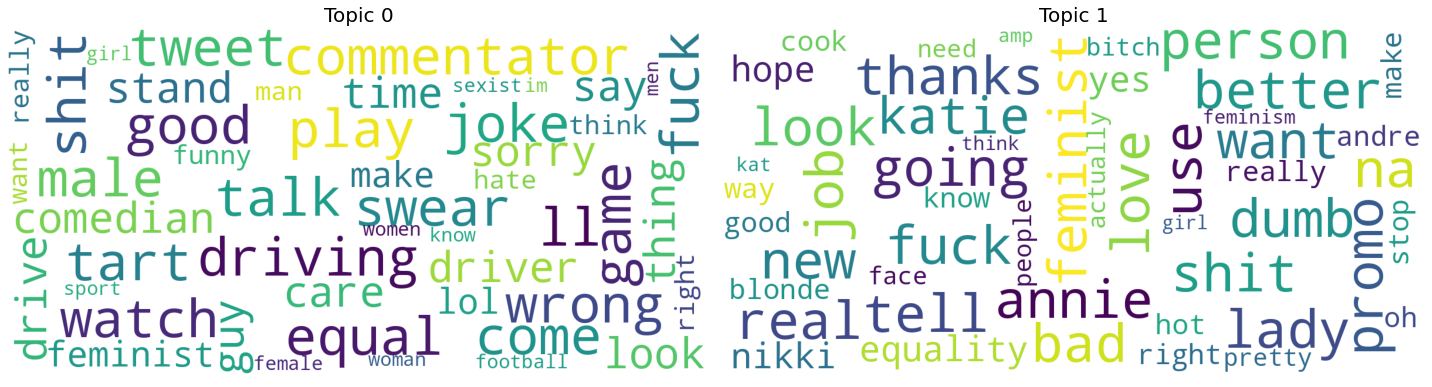 Topic 0
really
girl
tweet
commentator
shit
stand
man
time
sexist
im
say
men
fuck
good
play
joke
think
funny
sorry
want
male
make
hate
talk
swear
comedian
women
know
ll
game
thing
tart
driving
driver
sport
care
lol
wrong
right
drive
watch
guy
equal
come
feminist
female
woman
football
look
Topic 1
cook
need
amp
bitch
person
hope
thanks
feminist
yes
better
make
look
katie
feminism
think
want
andre
kat
job
going
actually
love
use
really
na
way
know
good
people
girl
dumb
promo
stop
new
fuck
face
shit
blonde
annie
real
tell
hot
lady
oh
nikki
equality
bad
right
pretty